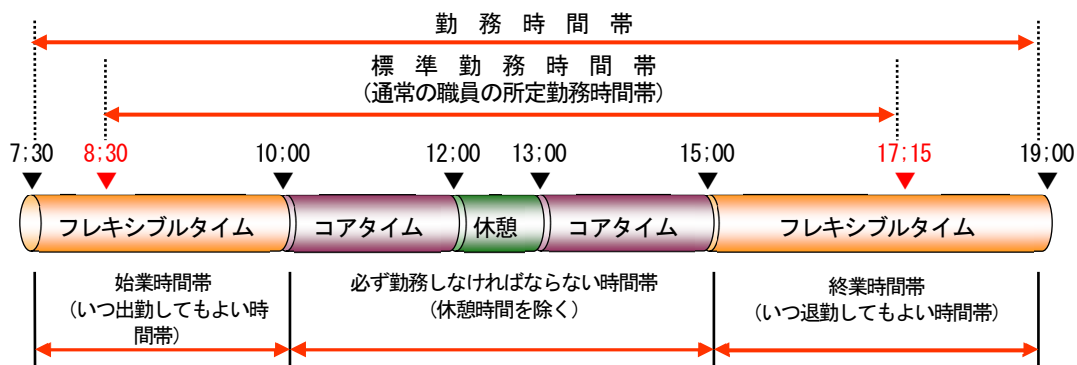 勤務時間帯
標準勤務時間帯
(通常の職員の所定勤務時間帯)
7;30 8;30 10;00 12;00 13;00 15;00 17;15 19;00
フレキシブルタイム コアタイム 休憩 コアタイム フレキシブルタイム
始業時間帯
(いつ出勤してもよい時
間帯)
必ず勤務しなければならない時間帯
(休憩時間を除く)
終業時間帯
(いつ退勤してもよい時間帯)